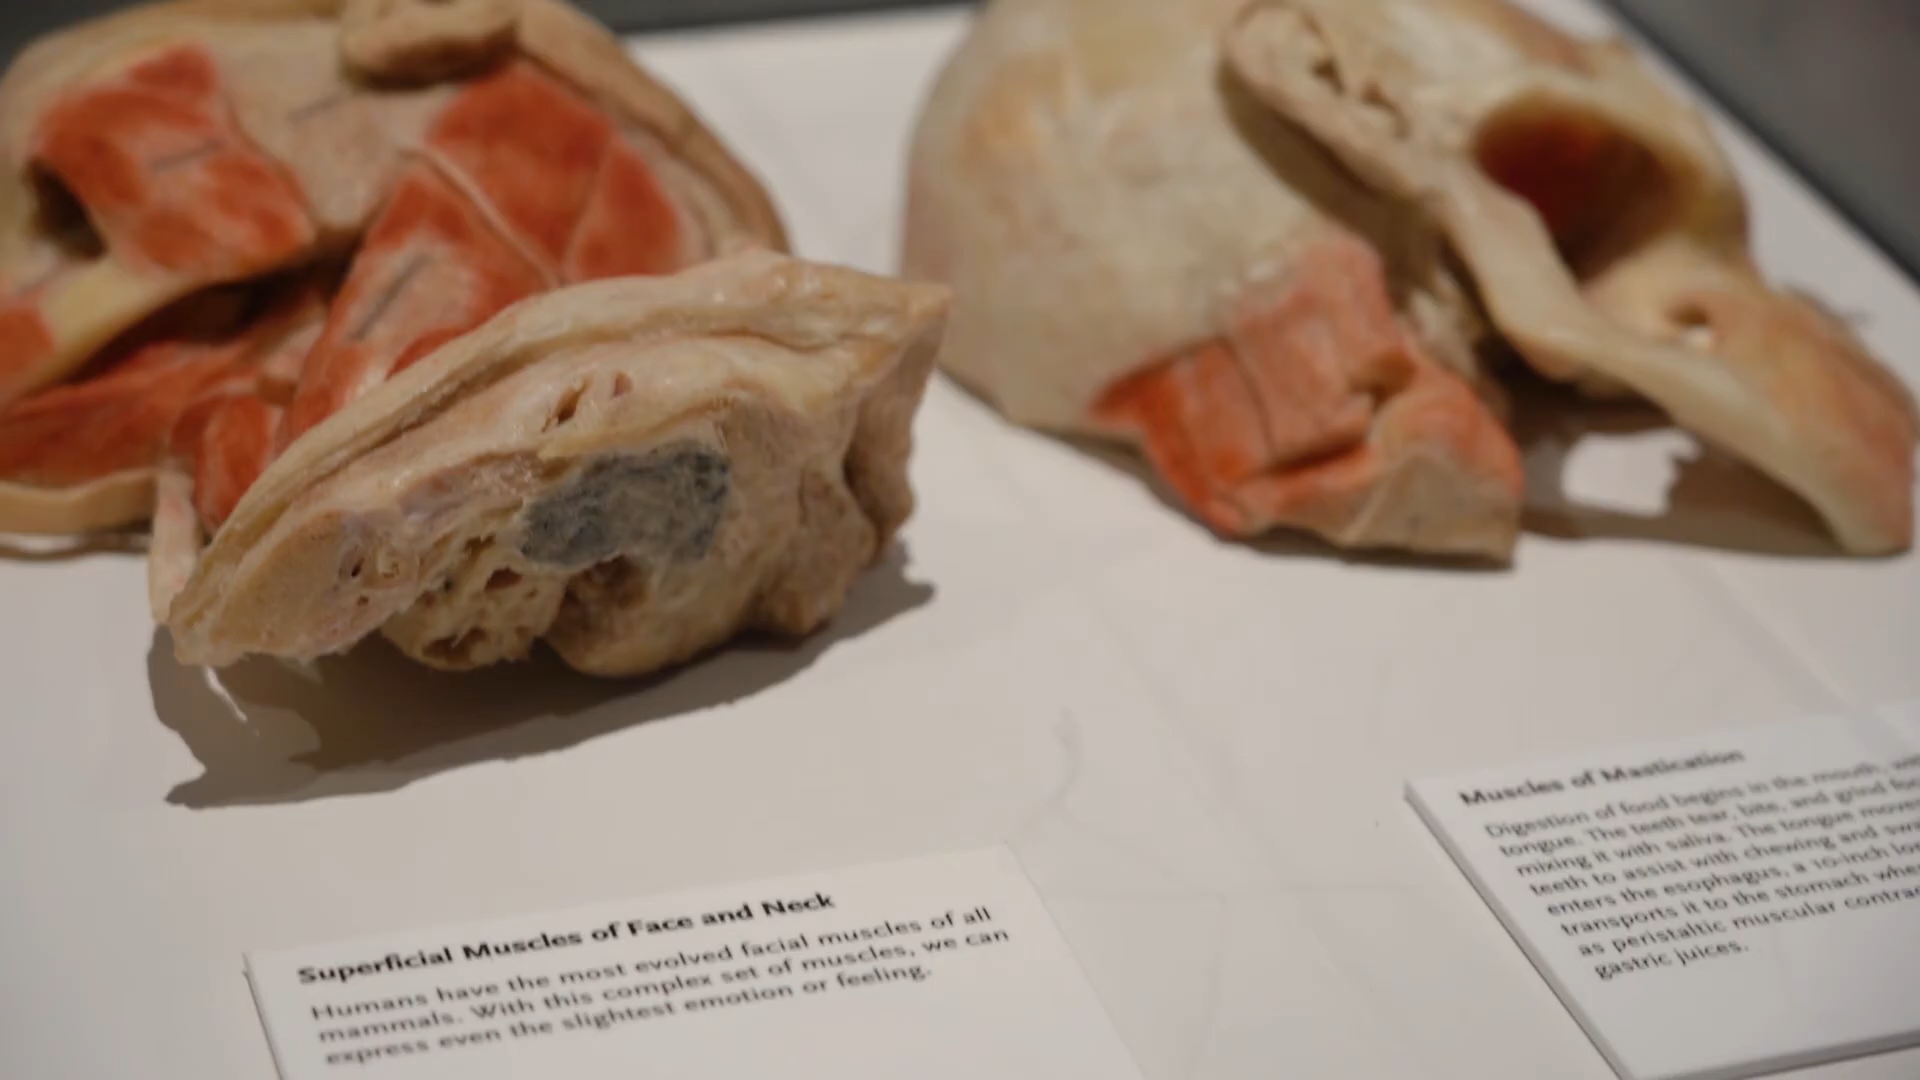 Superficial Muscles of Face and Neck
Humans have the most evolved facial muscles of all
mammals. With this complex set of muscles, we can
express even the slightest emotion or feeling.
Muscles of Mastication
Digestion of food begins in the mouth,
tongue. The teeth tear, bite, and grind
mixing it with saliva. The tongue
teeth to assist with chewing and
enters the esophagus, a 10-inch
transports it to the stomach
as peristaltic muscular
gastric juices.